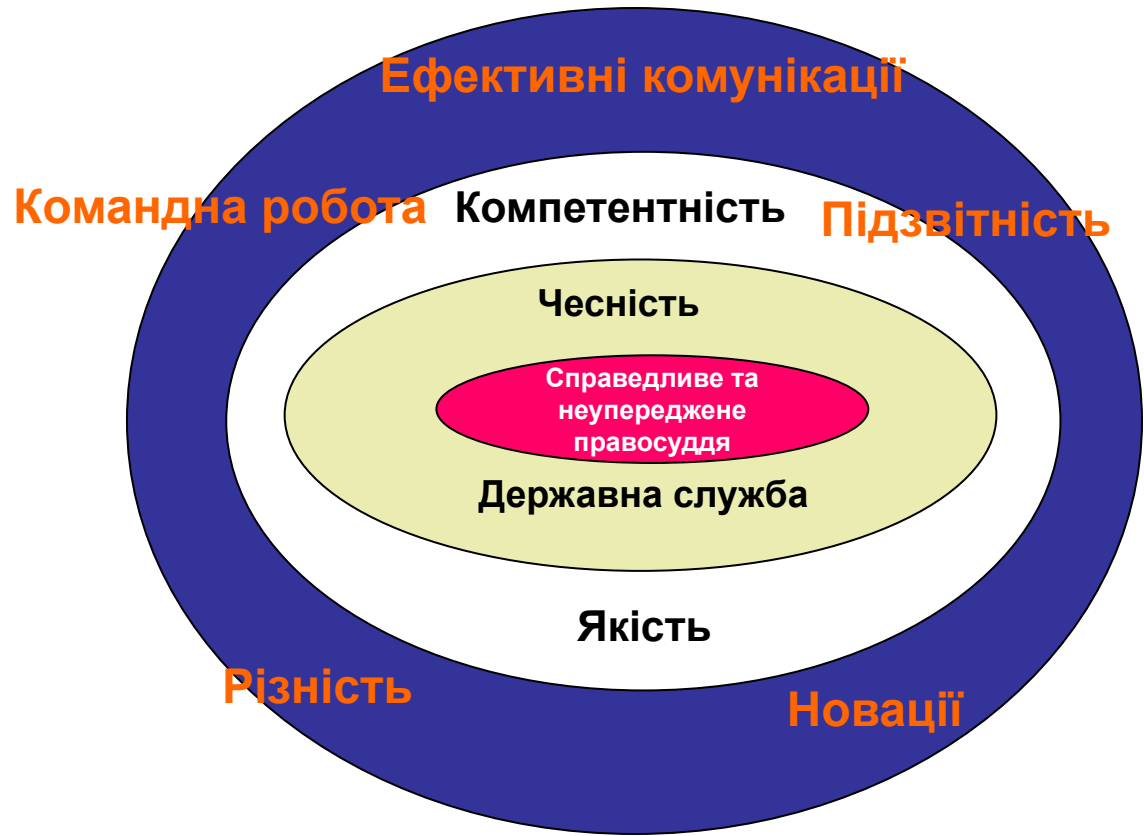 Ефективні комунікації
Командна робота
Компетентність
Підзвітність
Чесність
Справедливе та
неупереджене
правосуддя
Державна служба
Якість
Різність
Новації